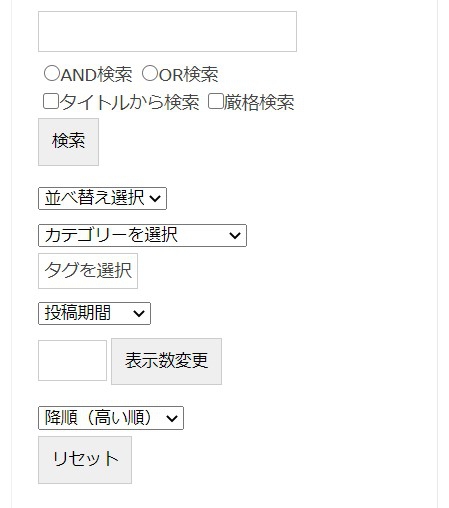 AND検索 OR検索
タイトルから検索 厳格検索
検索
並べ替え選択
カテゴリーを選択
タグを選択
投稿期間
表示数変更
降順（高い順）
リセット